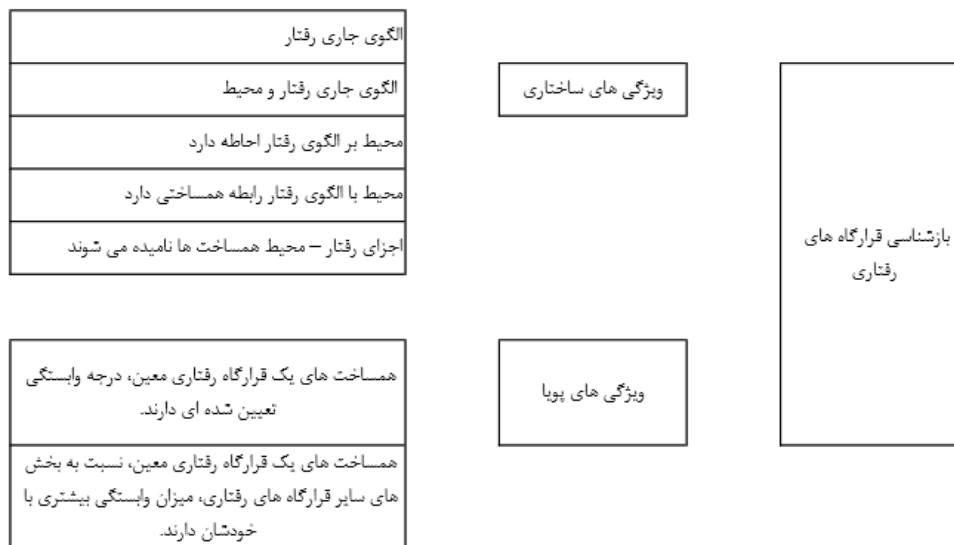 بازشناسی قرارگاه های
رفتاری
ویژگی های ساختاری
الگوی جاری رفتار
الگوی جاری رفتار و محیط
محیط بر الگوی رفتار احاطه دارد
محیط با الگوی رفتار رابطه همساختی دارد
اجزای رفتار – محیط همساخت ها نامیده می شوند
ویژگی های پویا
همساخت های یک قرارگاه رفتاری معین، درجه وابستگی
تعیین شده ای دارند.
همساخت های یک قرارگاه رفتاری معین، نسبت به بخش
های سایر قرارگاه های رفتاری، میزان وابستگی بیشتری با
خودشان دارند.